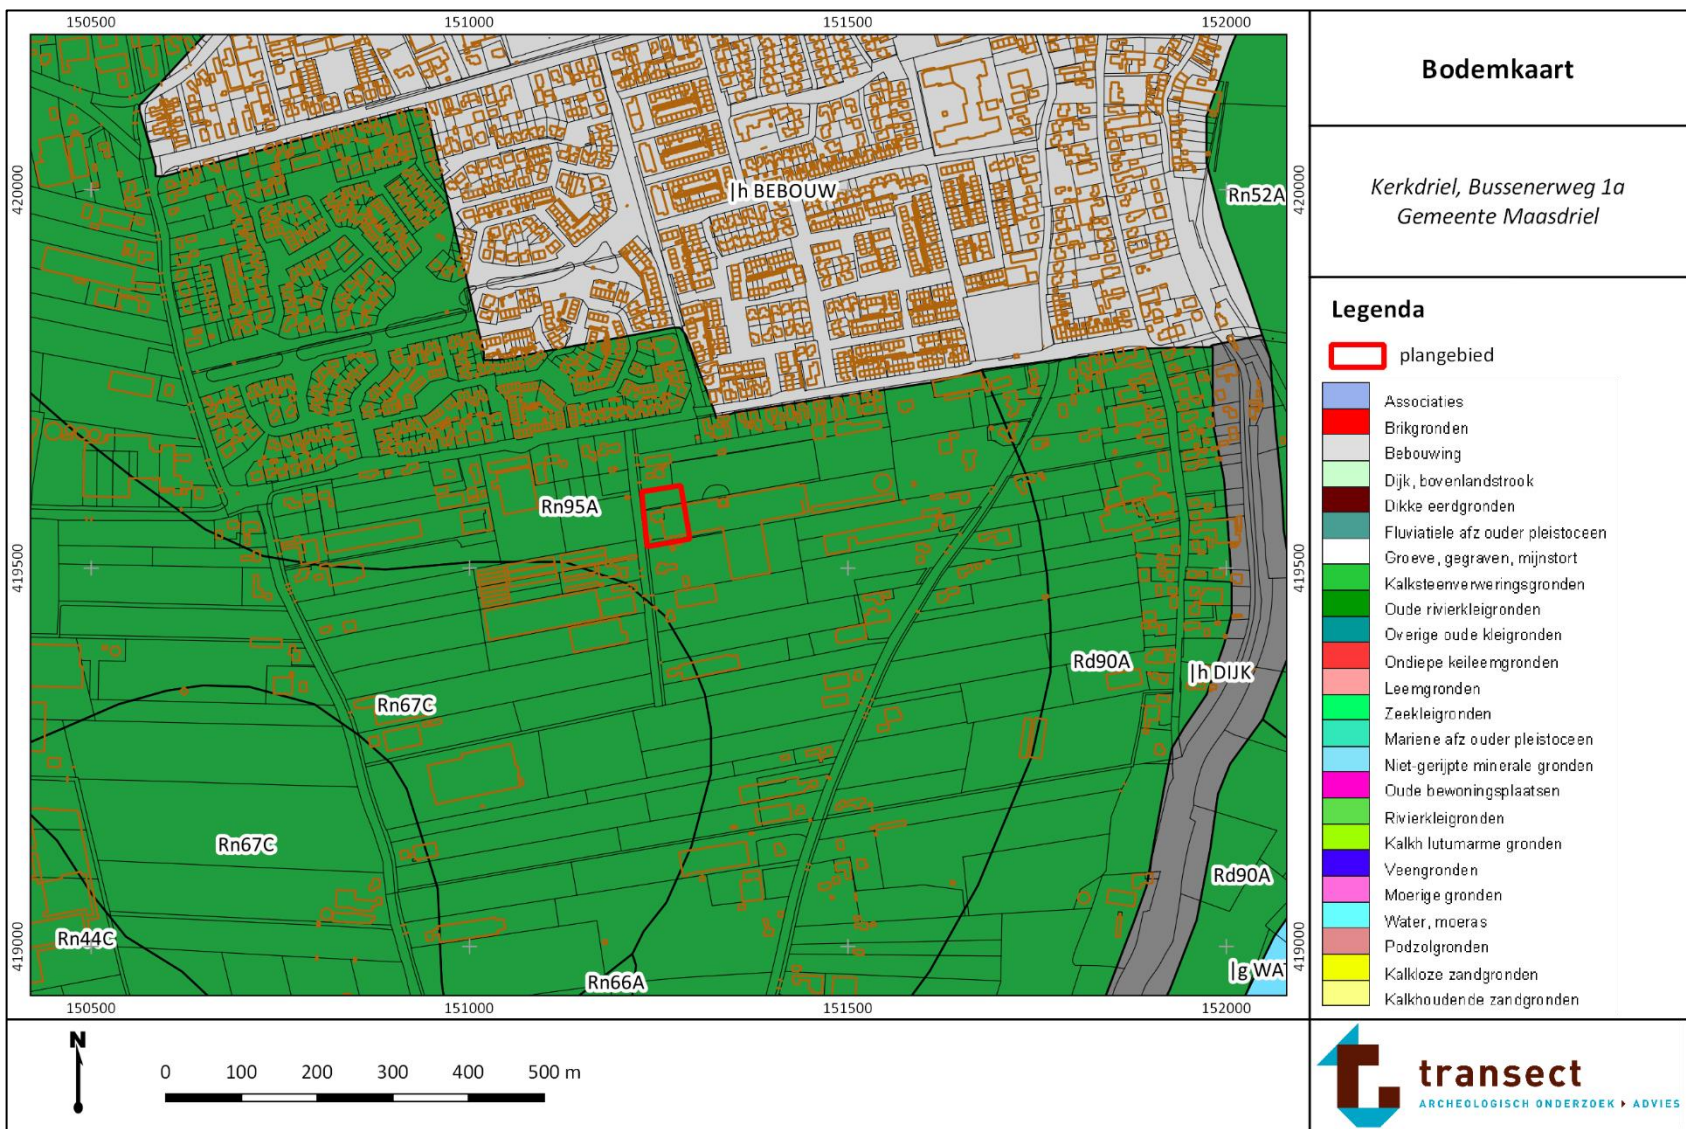 150500
151000
151500
152000
420000
419500
419000
420000
419500
419000
|h BEBOUW
Rn52A
Rn95A
Rd90A
|h DIJK
Rn67C
Rn67C
Rd90A
Rn44C
Rn66A
|g WAT
150500
151000
151500
152000
N
0 100 200 300 400 500 m
Bodemkaart
Kerkdriel, Bussenerweg 1a
Gemeente Maasdriel
Legenda
plangebied
Associaties
Brikgronden
Bebouwing
Dijk, bovenlandstrook
Dikke eerdgronden
Fluviatiele afz ouder pleistoceen
Groeve, gegraven, mijnstort
Kalksteenverweringsgronden
Oude rivierkleigronden
Overige oude kleigronden
Ondiepe keileemgronden
Leemgronden
Zeekleigronden
Mariene afz ouder pleistoceen
Niet-gerijpte minerale gronden
Oude bewoningsplaatsen
Rivierkleigronden
Kalkh lutumarme gronden
Veengronden
Moerige gronden
Water, moeras
Podzolgronden
Kalkloze zandgronden
Kalkhoudende zandgronden
transect
ARCHEOLOGISCH ONDERZOEK ▸ ADVIES